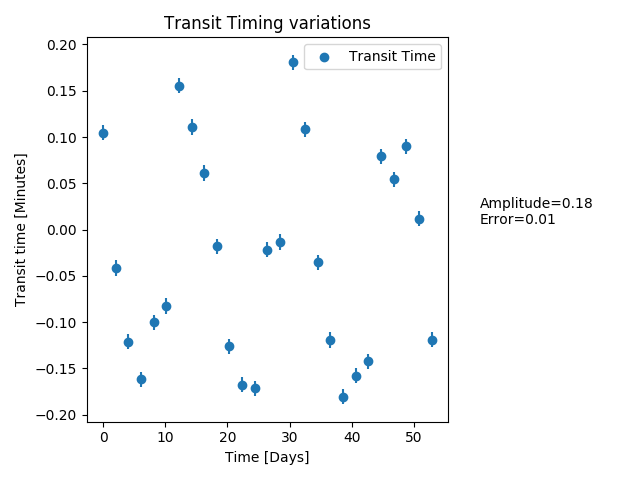 Transit Timing variations
Transit Time
0.20
0.15
0.10
0.05
0.00
−0.05
−0.10
−0.15
−0.20
Transit time [Minutes]
Amplitude=0.18
Error=0.01
0 10 20 30 40 50
Time [Days]